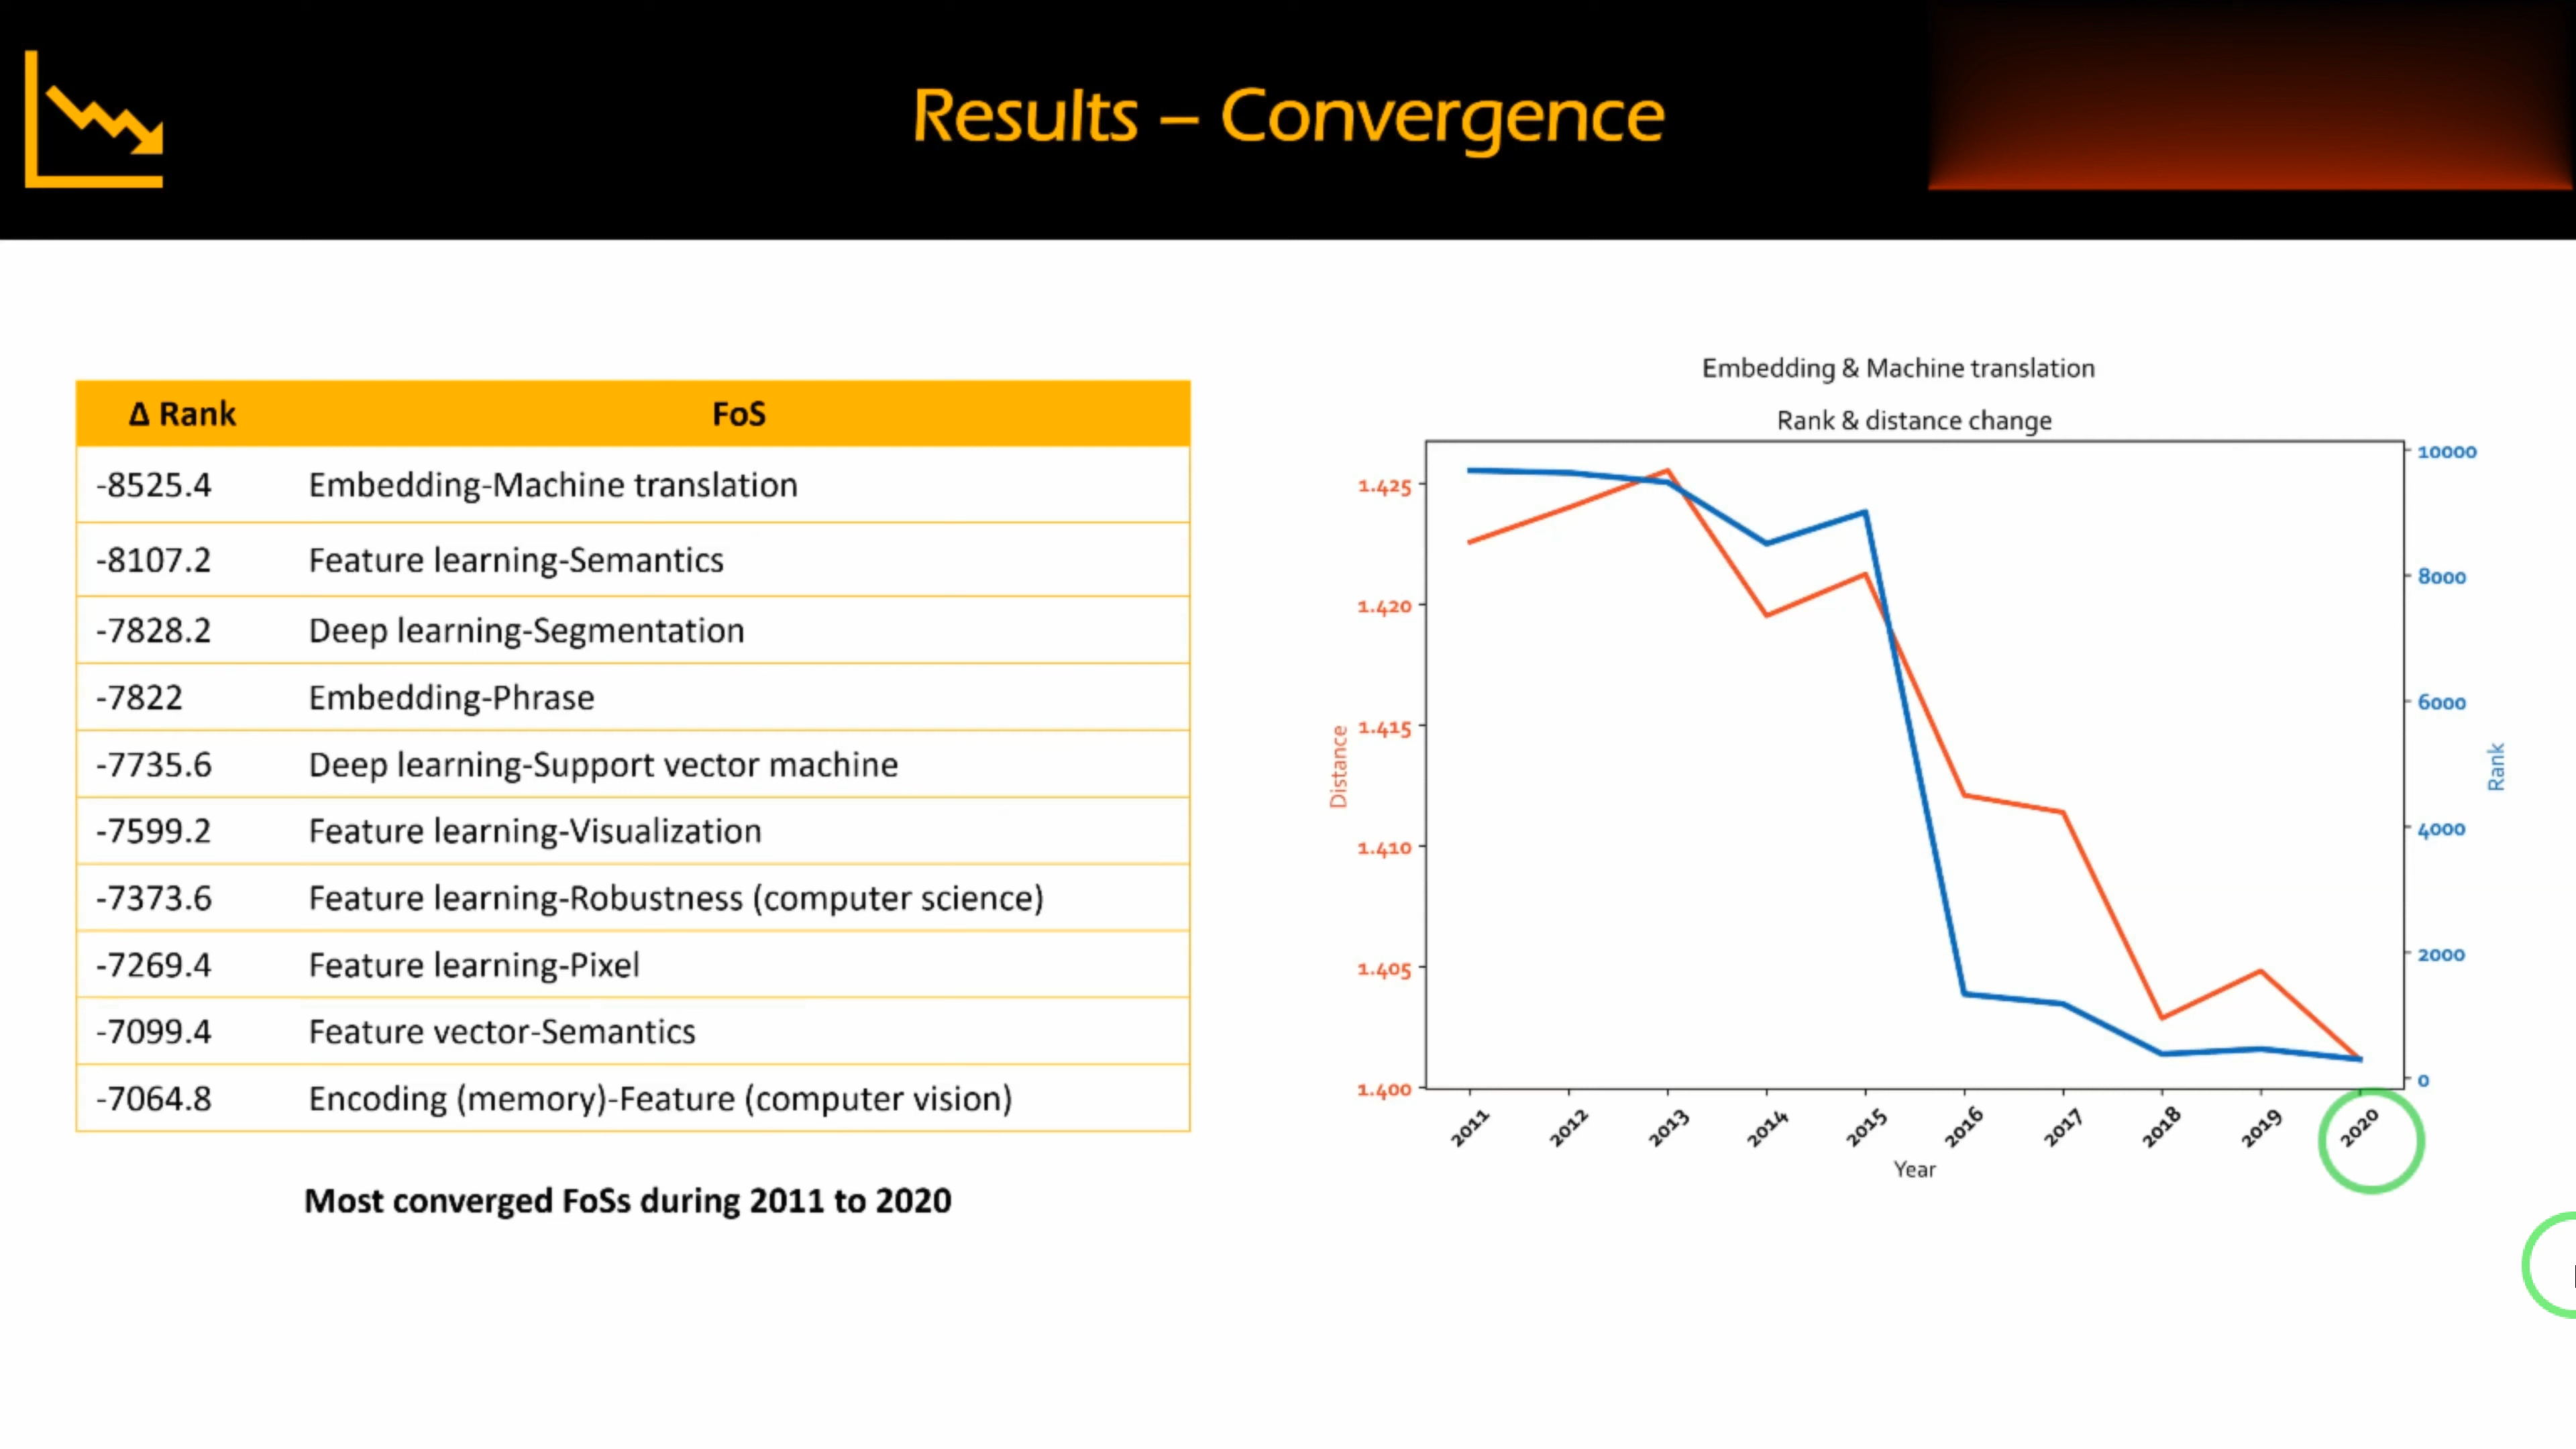 Results – Convergence
Δ Rank FoS
-8525.4 Embedding-Machine translation
-8107.2 Feature learning-Semantics
-7828.2 Deep learning-Segmentation
-7822 Embedding-Phrase
-7735.6 Deep learning-Support vector machine
-7599.2 Feature learning-Visualization
-7373.6 Feature learning-Robustness (computer science)
-7269.4 Feature learning-Pixel
-7099.4 Feature vector-Semantics
-7064.8 Encoding (memory)-Feature (computer vision)
Most converged FoSs during 2011 to 2020
Embedding & Machine translation
Rank & distance change
Distance
1.425
1.420
1.415
1.410
1.405
1.400
10000
8000
6000
4000
2000
0
Rank
2011 2012 2013 2014 2015 2016 2017 2018 2019 2020
Year